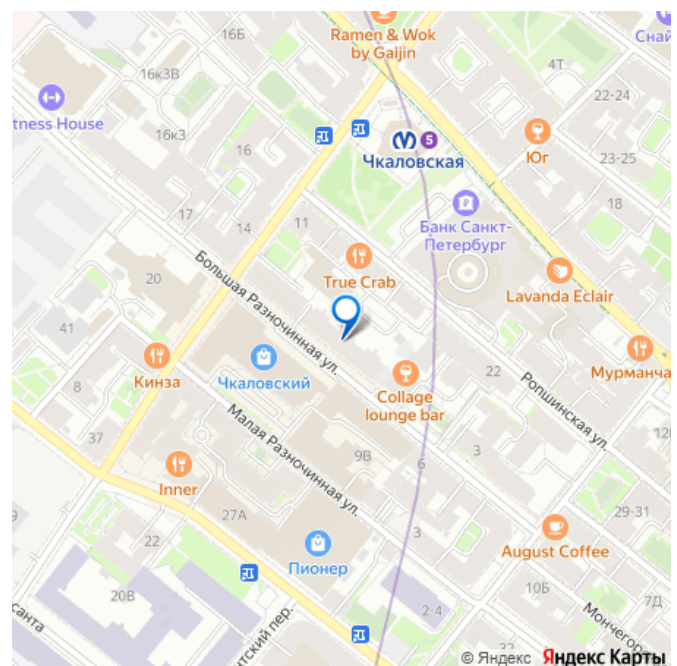 16Б
Ramen & Wok
by Gaijin
4Т
16к3В
22-24
tness House
16к3
16
5
Чкаловская
Юг
23-25
17
14
11
Банк Санкт-
Петербург
18
20
Большая Разночинная ул.
True Crab
Lavanda Eclair
41
Кинза
Чкаловский
Collage
lounge bar
22
Ропшинская ул.
Мурманча
8
37
Малая Разночинная ул.
9В
6
3
Inner
27А
3
29-31
22
Пионер
August Coffee
20В
2-4
10Б
7Д
Мончегор
© Яндекс Яндекс Карты